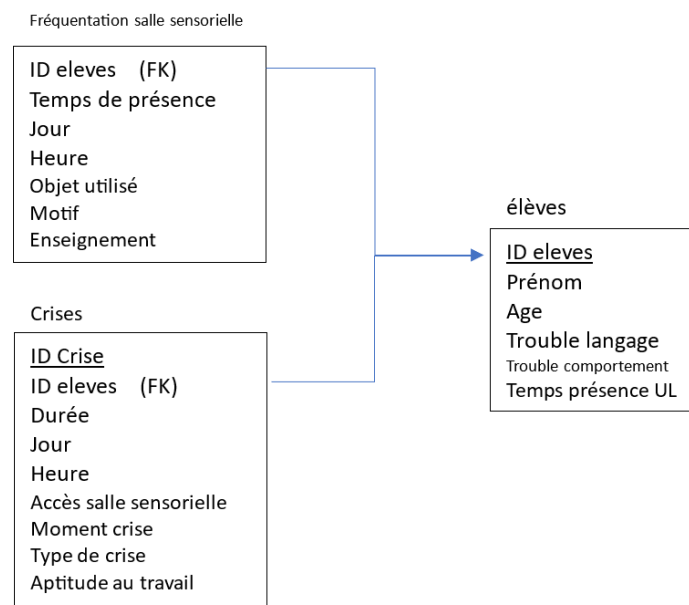 Fréquentation salle sensorielle
ID eleves (FK)
Temps de présence
Jour
Heure
Objet utilisé
Motif
Enseignement
Crises
ID Crise
ID eleves (FK)
Durée
Jour
Heure
Accès salle sensorielle
Moment crise
Type de crise
Aptitude au travail
élèves
ID eleves
Prénom
Age
Trouble langage
Trouble comportement
Temps présence UL